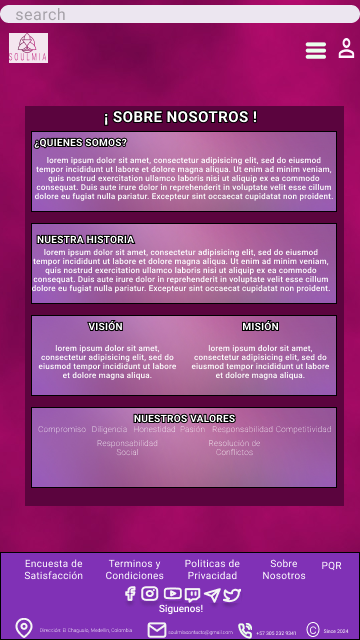 search
SOULMIA
¡ SOBRE NOSOTROS !
¿QUIENES SOMOS?
lorem ipsum dolor sit amet, consectetur adipisicing elit, sed do eiusmod
tempor incididunt ut labore et dolore magna aliqua. Ut enim ad minim veniam,
quis nostrud exercitation ullamco laboris nisi ut aliquip ex ea commodo
consequat. Duis aute irure dolor in reprehenderit in voluptate velit esse cillum
dolore eu fugiat nulla pariatur. Excepteur sint occaecat cupidatat non proident.
NUESTRA HISTORIA
lorem ipsum dolor sit amet, consectetur adipisicing elit, sed do eiusmod
tempor incididunt ut labore et dolore magna aliqua. Ut enim ad minim veniam,
quis nostrud exercitation ullamco laboris nisi ut aliquip ex ea commodo
consequat. Duis aute irure dolor in reprehenderit in voluptate velit esse cillum
dolore eu fugiat nulla pariatur. Excepteur sint occaecat cupidatat non proident.
VISIÓN
lorem ipsum dolor sit amet,
consectetur adipisicing elit, sed do
eiusmod tempor incididunt ut labore
et dolore magna aliqua.
MISIÓN
lorem ipsum dolor sit amet,
consectetur adipisicing elit, sed do
eiusmod tempor incididunt ut labore
et dolore magna aliqua.
NUESTROS VALORES
Compromiso Diligencia Honestidad Pasión Responsabilidad Competitividad
Responsabilidad
Social
Resolución de
Conflictos
Encuesta de
Satisfacción
Terminos y
Condiciones
Politicas de
Privacidad
Sobre
Nosotros
PQR
Siguenos!
Dirección: El Chagualo, Medellín, Colombia
soulmiacontacto@gmail.com
+57 305 232 9341
Since 2024